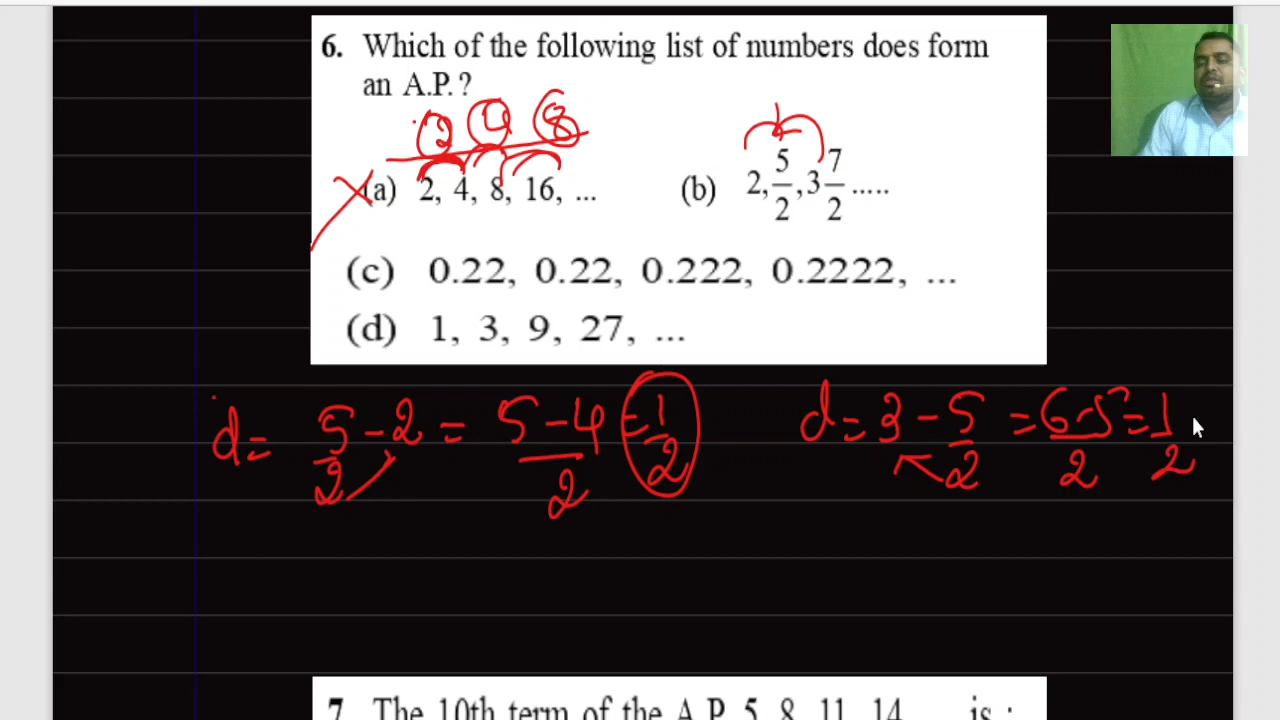 6. Which of the following list of numbers does form
an A.P.?
2 4 8
(a) 2, 4, 8, 16, ... (b) 2, 5/2, 3 7/2 .....
(c) 0.22, 0.22, 0.222, 0.2222, ...
(d) 1, 3, 9, 27, ...
d = 5/2 - 2 = 5-4/2 = 1/2 d = 3 - 5/2 = 6-5/2 = 1/2
7 The 10th term of the A.P. 5, 8, 11, 14, ... is :